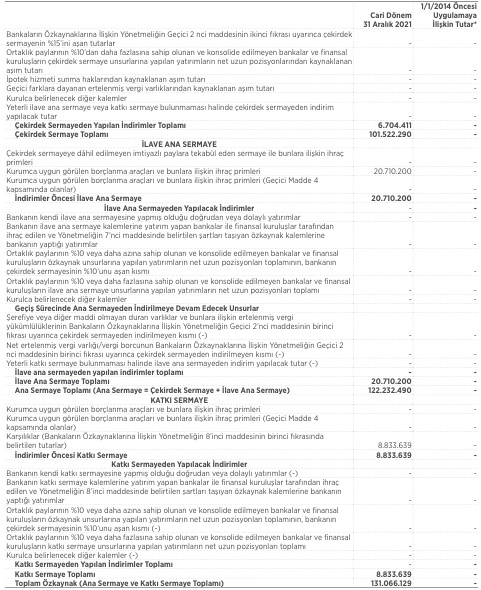 1/1/2014 Öncesi
Cari Dönem Uygulamaya
31 Aralık 2021 İlişkin Tutar*
Bankaların Özkaynaklarına İlişkin Yönetmeliğin Geçici 2 nci maddesinin ikinci fıkrası uyarınca çekirdek
sermayenin %15'ini aşan tutarlar - -
Ortaklık paylarının %10'dan daha fazlasına sahip olunan ve konsolide edilmeyen bankalar ve finansal
kuruluşların çekirdek sermaye unsurlarına yapılan yatırımların net uzun pozisyonlarından kaynaklanan
aşım tutarı - -
İpotek hizmeti sunma haklarından kaynaklanan aşım tutarı - -
Geçici farklara dayanan ertelenmiş vergi varlıklarından kaynaklanan aşım tutarı - -
Kurulca belirlenecek diğer kalemler - -
Yeterli ilave ana sermaye veya katkı sermaye bulunmaması halinde çekirdek sermayeden indirim
yapılacak tutar - -
Çekirdek Sermayeden Yapılan İndirimler Toplamı 6.704.411 -
Çekirdek Sermaye Toplamı 101.522.290 -
İLAVE ANA SERMAYE
Çekirdek sermayeye dâhil edilmeyen imtiyazlı paylara tekabül eden sermaye ile bunlara ilişkin ihraç
primleri - -
Kurumca uygun görülen borçlanma araçları ve bunlara ilişkin ihraç primleri 20.710.200 -
Kurumca uygun görülen borçlanma araçları ve bunlara ilişkin ihraç primleri (Geçici Madde 4
kapsamında olanlar) - -
İndirimler Öncesi İlave Ana Sermaye 20.710.200 -
İlave Ana Sermayeden Yapılacak İndirimler - -
Bankanın kendi ilave ana sermayesine yapmış olduğu doğrudan veya dolaylı yatırımlar - -
Bankanın ilave ana sermaye kalemlerine yatırım yapan bankalar ile finansal kuruluşlar tarafından
ihraç edilen ve Yönetmeliğin 7'nci maddesinde belirtilen şartları taşıyan özkaynak kalemlerine
bankanın yaptığı yatırımlar - -
Ortaklık paylarının %10 veya daha azına sahip olunan ve konsolide edilmeyen bankalar ve finansal
kuruluşların özkaynak unsurlarına yapılan yatırımların net uzun pozisyonları toplamının, bankanın
çekirdek sermayesinin %10'unu aşan kısmı - -
Ortaklık paylarının %10 veya daha fazlasına sahip olunan ve konsolide edilmeyen bankalar ve finansal
kuruluşların ilave ana sermaye unsurlarına yapılan yatırımların net uzun pozisyonları toplamı - -
Kurulca belirlenecek diğer kalemler - -
Geçiş Sürecinde Ana Sermayeden İndirilmeye Devam Edecek Unsurlar
Şerefiye veya diğer maddi olmayan duran varlıklar ve bunlara ilişkin ertelenmiş vergi
yükümlülüklerinin Bankaların Özkaynaklarına İlişkin Yönetmeliğin Geçici 2'nci maddesinin birinci
fıkrası uyarınca çekirdek sermayeden indirilmeyen kısmı (-) - -
Net ertelenmiş vergi varlığı/vergi borcunun Bankaların Özkaynaklarına İlişkin Yönetmeliğin Geçici 2
nci maddesinin birinci fıkrası uyarınca çekirdek sermayeden indirilmeyen kısmı (-) - -
Yeterli katkı sermaye bulunmaması halinde ilave ana sermayeden indirim yapılacak tutar (-) - -
İlave ana sermayeden yapılan indirimler toplamı - -
İlave Ana Sermaye Toplamı 20.710.200 -
Ana Sermaye Toplamı (Ana Sermaye = Çekirdek Sermaye + İlave Ana Sermaye) 122.232.490 -
KATKI SERMAYE
Kurumca uygun görülen borçlanma araçları ve bunlara ilişkin ihraç primleri - -
Kurumca uygun görülen borçlanma araçları ve bunlara ilişkin ihraç primleri (Geçici Madde 4
kapsamında olanlar) - -
Karşılıklar (Bankaların Özkaynaklarına İlişkin Yönetmeliğin 8'inci maddesinin birinci fıkrasında
belirtilen tutarlar) 8.833.639 -
İndirimler Öncesi Katkı Sermaye 8.833.639 -
Katkı Sermayeden Yapılacak İndirimler
Bankanın kendi katkı sermayesine yapmış olduğu doğrudan veya dolaylı yatırımlar (-) - -
Bankanın katkı sermaye kalemlerine yatırım yapan bankalar ile finansal kuruluşlar tarafından ihraç
edilen ve Yönetmeliğin 8'inci maddesinde belirtilen şartları taşıyan özkaynak kalemlerine bankanın
yaptığı yatırımlar - -
Ortaklık paylarının %10 veya daha azına sahip olunan ve konsolide edilmeyen bankalar ve finansal
kuruluşların özkaynak unsurlarına yapılan yatırımların net uzun pozisyonları toplamının, bankanın
çekirdek sermayesinin %10'unu aşan kısmı (-) - -
Ortaklık paylarının %10 veya daha fazlasına sahip olunan ve konsolide edilmeyen bankalar ve finansal
kuruluşların katkı sermaye unsurlarına yapılan yatırımların net uzun pozisyonları toplamı - -
Kurulca belirlenecek diğer kalemler (-) - -
Katkı Sermayeden Yapılan İndirimler Toplamı - -
Katkı Sermaye Toplamı 8.833.639 -
Toplam Özkaynak (Ana Sermaye ve Katkı Sermaye Toplamı) 131.066.129 -